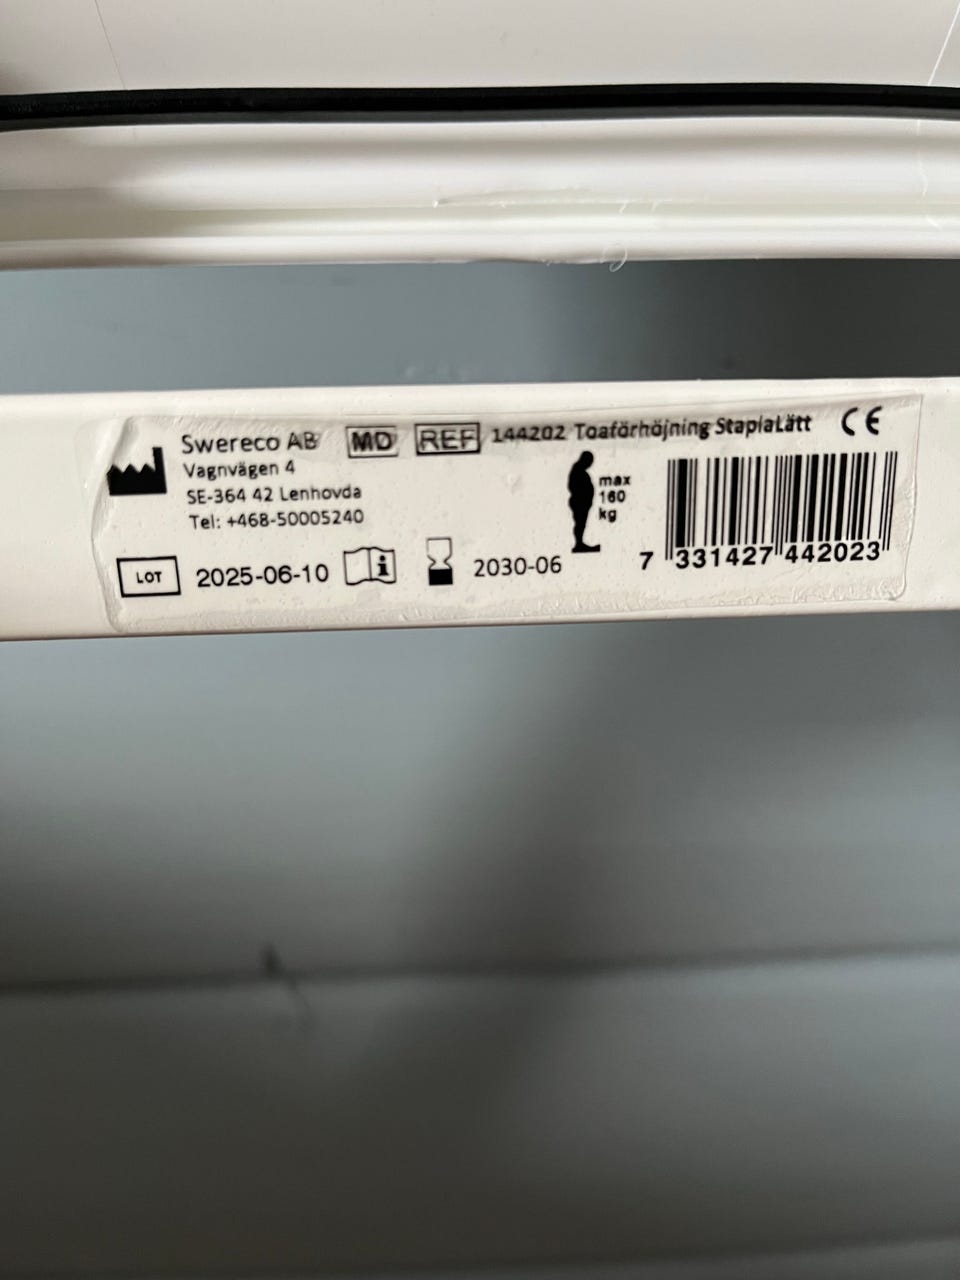 Swereco AB MD REF 144202 Toaförhöjning StaplaLätt CE
Vagnvägen 4
SE-364 42 Lenhovda
Tel: +468-50005240
max
160
kg
LOT 2025-06-10 i 2030-06
7 331427 442023